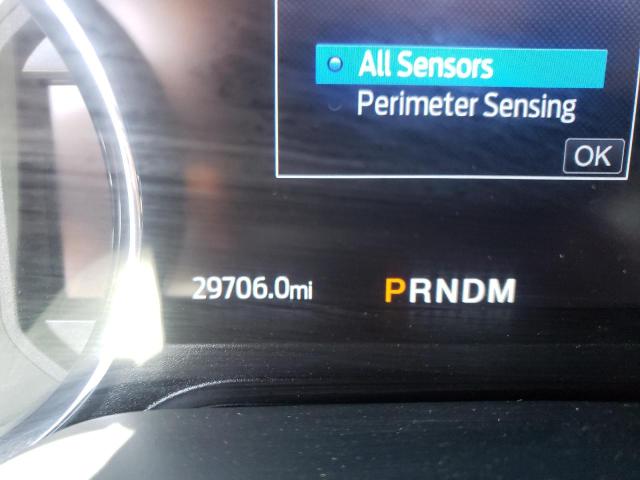 All Sensors
Perimeter Sensing
OK
29706.0mi PRNDM